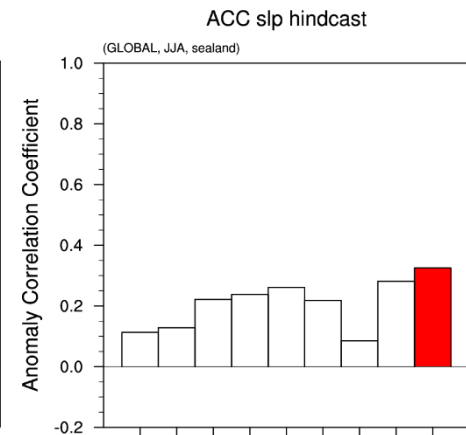 ACC slp hindcast
(GLOBAL, JJA, sealand)
Anomaly Correlation Coefficient
1.0
0.8
0.6
0.4
0.2
0.0
-0.2